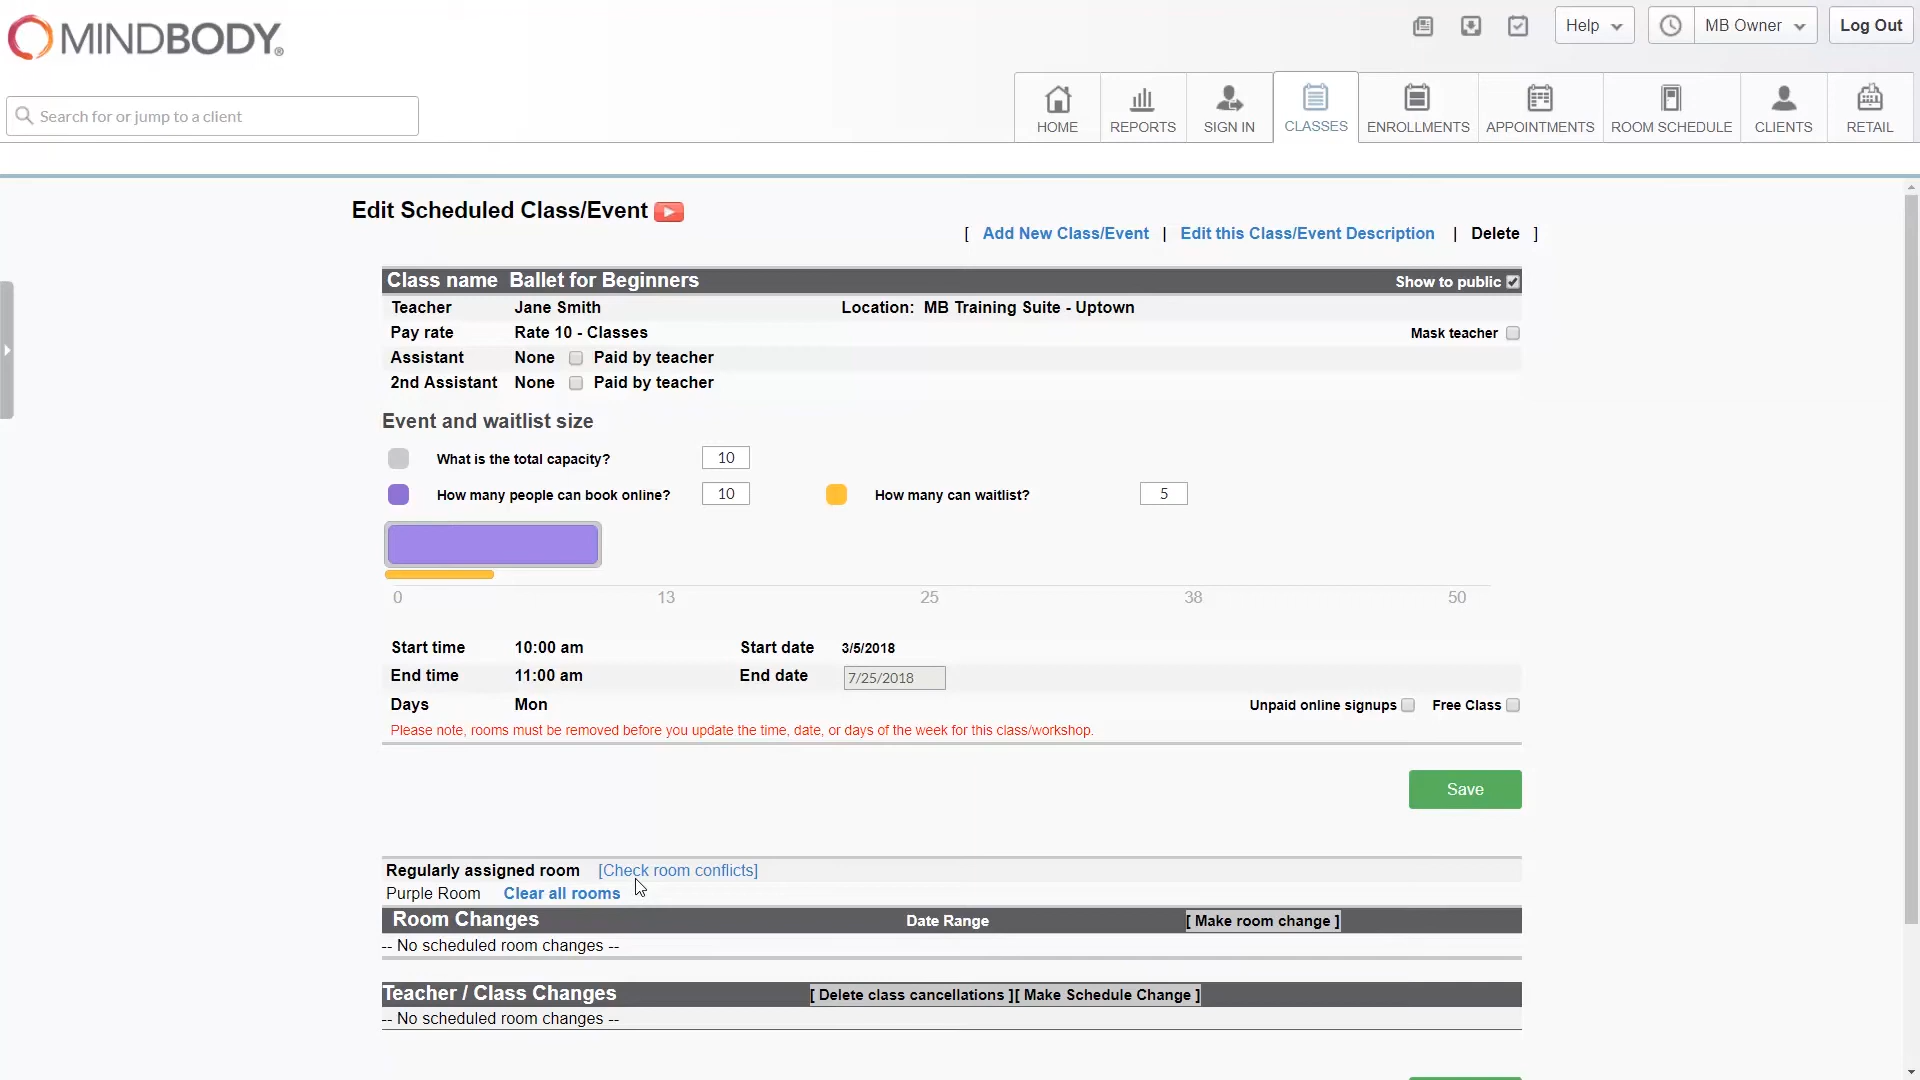 MINDBODY
Help
MB Owner
Log Out
Search for or jump to a client
HOME
REPORTS
SIGN IN
CLASSES
ENROLLMENTS
APPOINTMENTS
ROOM SCHEDULE
CLIENTS
RETAIL
Edit Scheduled Class/Event
[ Add New Class/Event | Edit this Class/Event Description | Delete ]
Class name Ballet for Beginners Show to public
Teacher Jane Smith Location: MB Training Suite - Uptown
Pay rate Rate 10 - Classes Mask teacher
Assistant None Paid by teacher
2nd Assistant None Paid by teacher
Event and waitlist size
What is the total capacity? 10
How many people can book online? 10 How many can waitlist? 5
0 13 25 38 50
Start time 10:00 am Start date 3/5/2018
End time 11:00 am End date 7/25/2018
Days Mon Unpaid online signups Free Class
Please note, rooms must be removed before you update the time, date, or days of the week for this class/workshop.
Save
Regularly assigned room [Check room conflicts]
Purple Room Clear all rooms
Room Changes Date Range [ Make room change ]
-- No scheduled room changes --
Teacher / Class Changes [ Delete class cancellations ][ Make Schedule Change ]
-- No scheduled room changes --